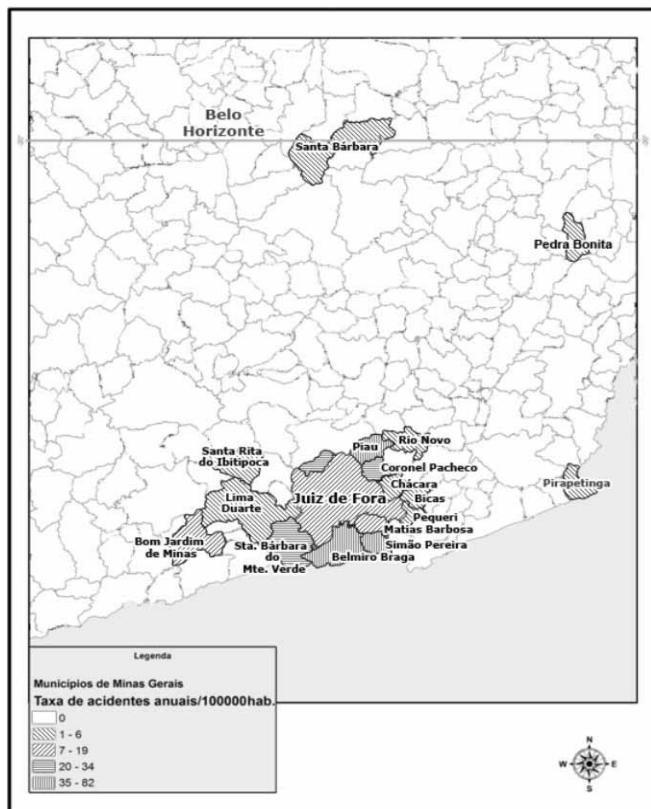 Belo
Horizonte
Santa Bárbara
Pedra Bonita
Rio Novo
Piau
Santa Rita
do Ibitipoca
Coronel Pacheco
Chácara
Pirapetinga
Lima
Duarte
Juiz de Fora
Bicas
Pequeri
Matias Barbosa
Bom Jardim
de Minas
Sta. Bárbara
do
Mte. Verde
Simão Pereira
Belmiro Braga
Legenda
Municípios de Minas Gerais
Taxa de acidentes anuais/100000hab.
0
1 - 6
7 - 19
20 - 34
35 - 82
N
W
E
S